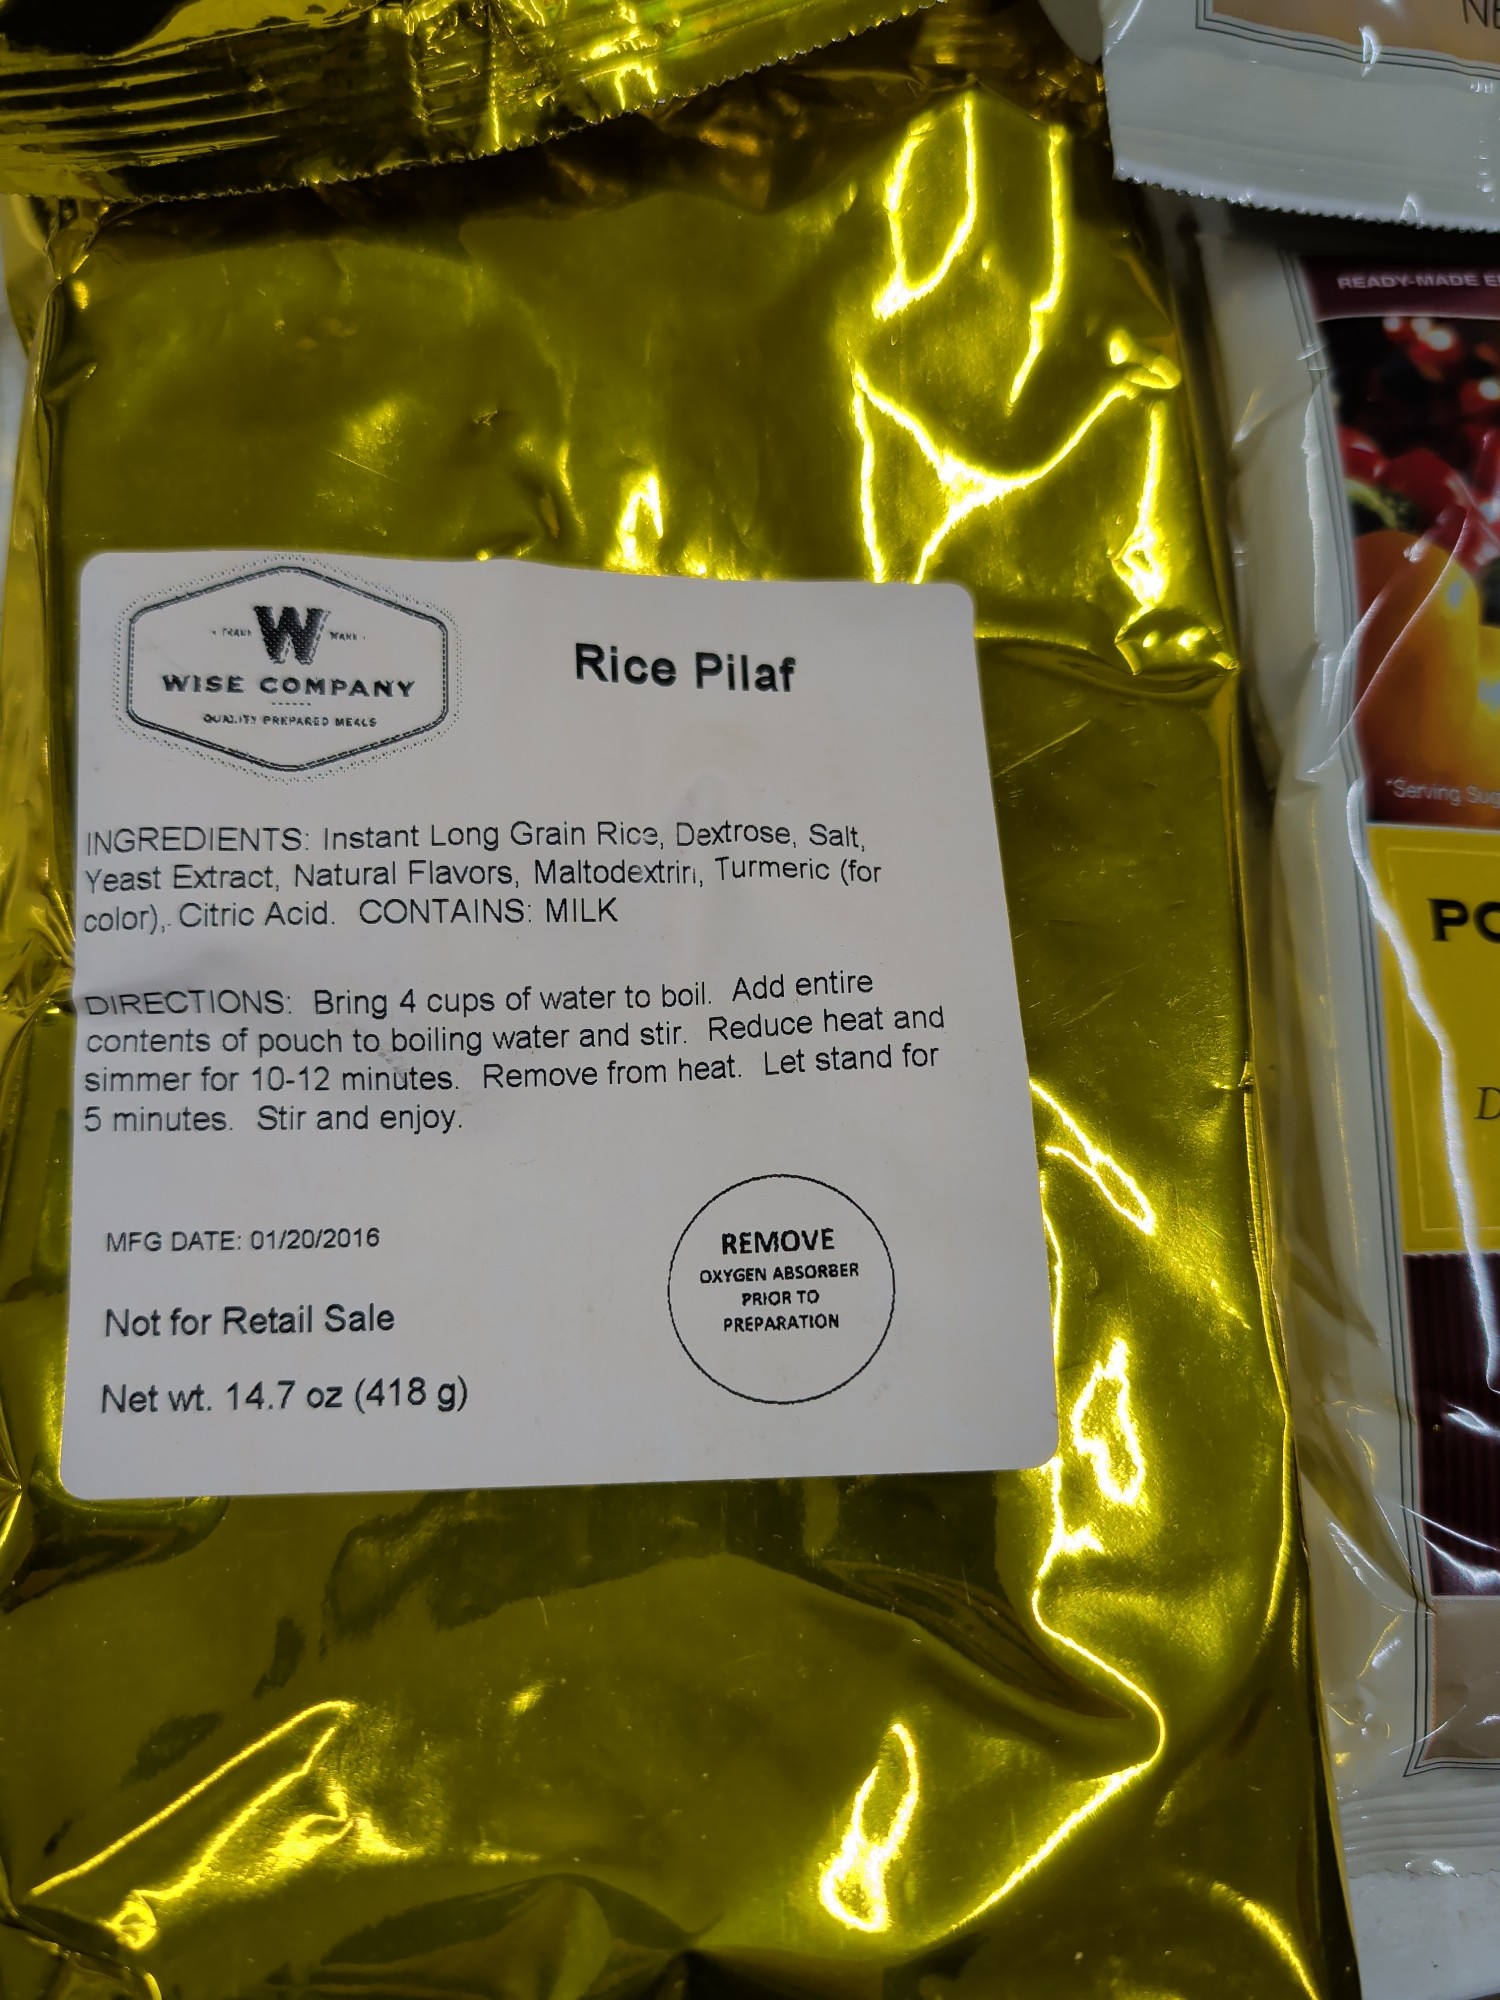 READY-MADE
TRADE W MARK
WISE COMPANY
QUALITY PREPARED MEALS
Rice Pilaf
INGREDIENTS: Instant Long Grain Rice, Dextrose, Salt,
Yeast Extract, Natural Flavors, Maltodextrin, Turmeric (for
color), Citric Acid. CONTAINS: MILK
DIRECTIONS: Bring 4 cups of water to boil. Add entire
contents of pouch to boiling water and stir. Reduce heat and
simmer for 10-12 minutes. Remove from heat. Let stand for
5 minutes. Stir and enjoy.
MFG DATE: 01/20/2016
Not for Retail Sale
Net wt. 14.7 oz (418 g)
REMOVE
OXYGEN ABSORBER
PRIOR TO
PREPARATION
*Serving